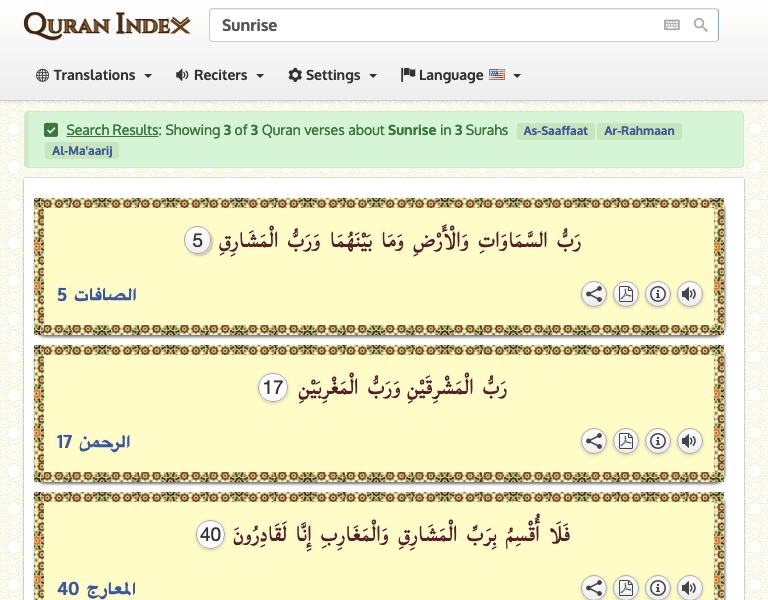 QURAN INDEX
Sunrise
Translations Reciters Settings Language
Search Results: Showing 3 of 3 Quran verses about Sunrise in 3 Surahs As-Saaffaat Ar-Rahmaan
Al-Ma'aarij
رَبُّ السَّمَاوَاتِ وَالْأَرْضِ وَمَا بَيْنَهُمَا وَرَبُّ الْمَشَارِقِ 5
الصافات 5
رَبُّ الْمَشْرِقَيْنِ وَرَبُّ الْمَغْرِبَيْنِ 17
الرحمن 17
فَلَا أُقْسِمُ بِرَبِّ الْمَشَارِقِ وَالْمَغَارِبِ إِنَّا لَقَادِرُونَ 40
المعارج 40